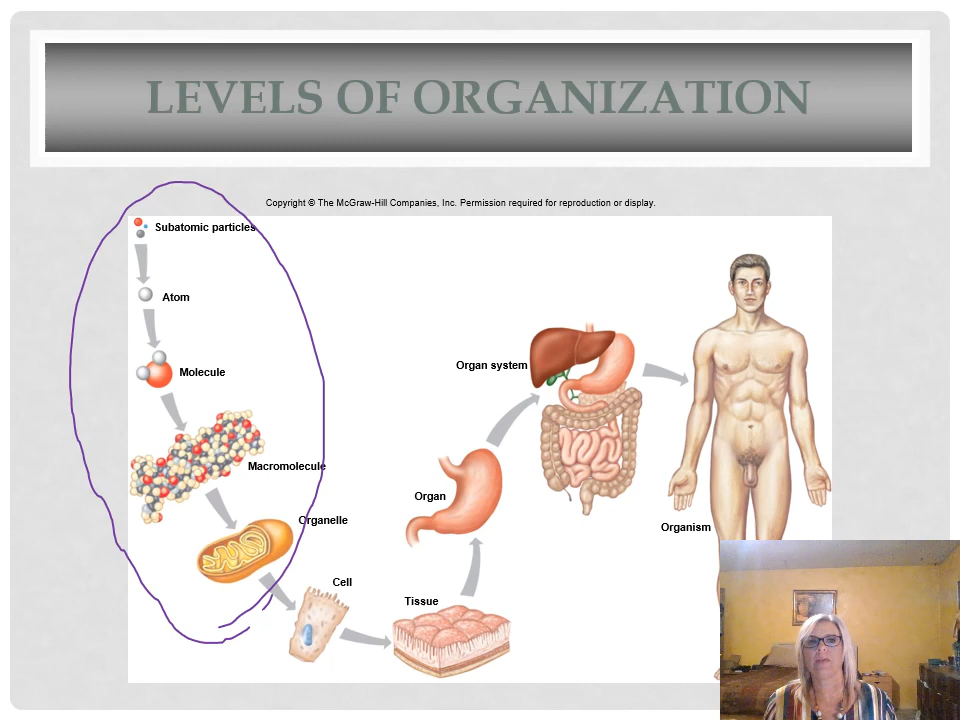 LEVELS OF ORGANIZATION
Copyright © The McGraw-Hill Companies, Inc. Permission required for reproduction or display.
Subatomic particles
Atom
Molecule
Macromolecule
Organelle
Cell
Tissue
Organ
Organ system
Organism